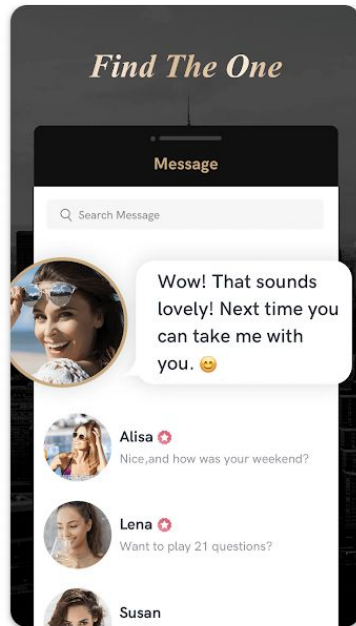 Find The One
Message
Search Message
Wow! That sounds
lovely! Next time you
can take me with
you. 😊
Alisa
Nice,and how was your weekend?
Lena
Want to play 21 questions?
Susan